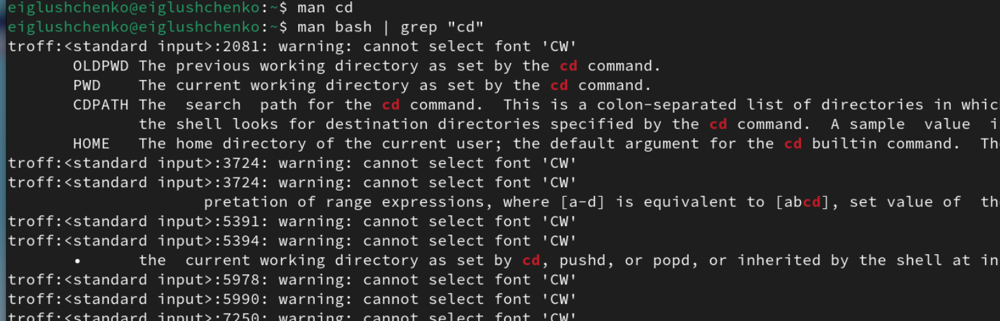 eiglushchenko@eiglushchenko:~$ man cd
eiglushchenko@eiglushchenko:~$ man bash | grep "cd"
troff:<standard input>:2081: warning: cannot select font 'CW'
OLDPWD The previous working directory as set by the cd command.
PWD    The current working directory as set by the cd command.
CDPATH The  search  path for the cd command.  This is a colon-separated list of directories in
the shell looks for destination directories specified by the cd command.  A sample  value
HOME   The home directory of the current user; the default argument for the cd builtin command.
troff:<standard input>:3724: warning: cannot select font 'CW'
troff:<standard input>:3724: warning: cannot select font 'CW'
pretation of range expressions, where [a-d] is equivalent to [abcd], set value of
troff:<standard input>:5391: warning: cannot select font 'CW'
troff:<standard input>:5394: warning: cannot select font 'CW'
•      the  current working directory as set by cd, pushd, or popd, or inherited by the shell at
troff:<standard input>:5978: warning: cannot select font 'CW'
troff:<standard input>:5990: warning: cannot select font 'CW'
troff:<standard input>:7250: warning: cannot select font 'CW'